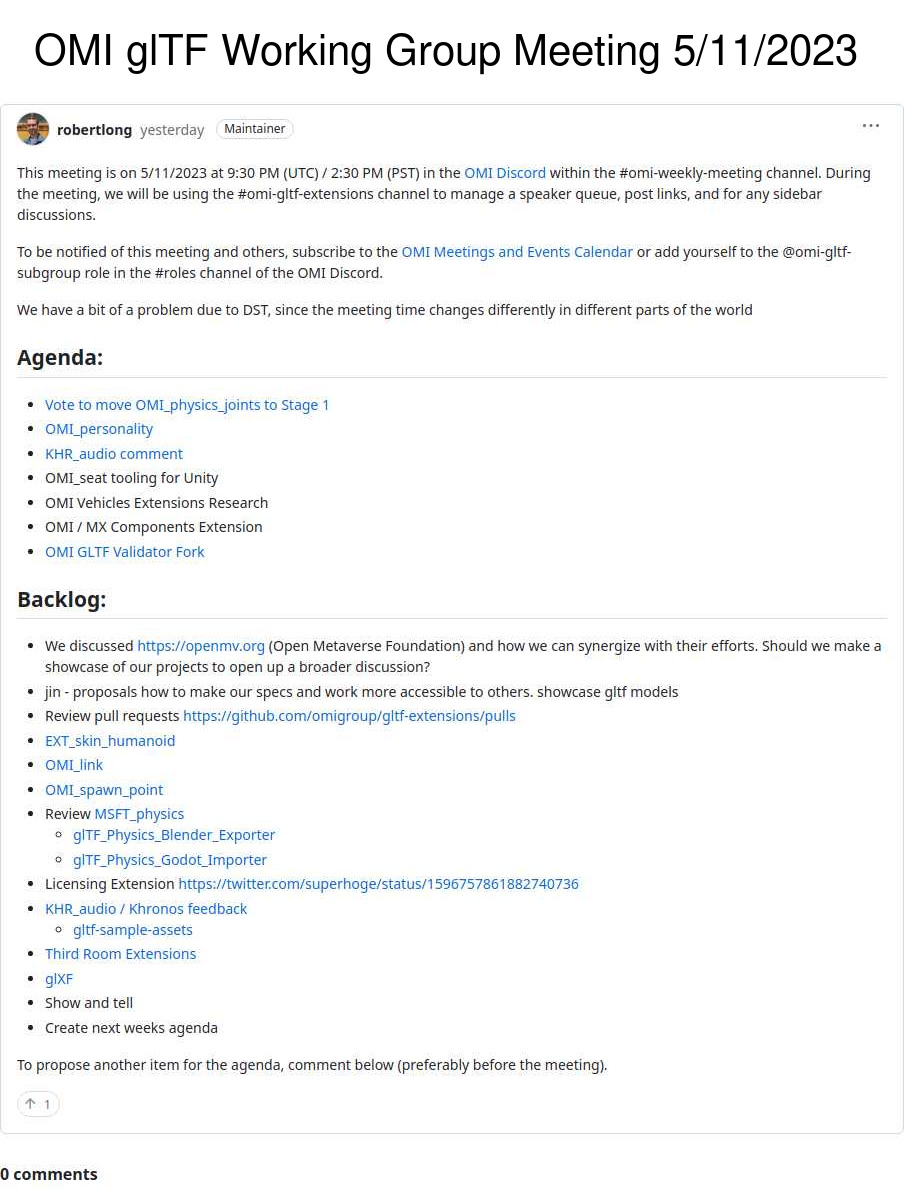 OMI glTF Working Group Meeting 5/11/2023
robertlong yesterday Maintainer
This meeting is on 5/11/2023 at 9:30 PM (UTC) / 2:30 PM (PST) in the OMI Discord within the #omi-weekly-meeting channel. During
the meeting, we will be using the #omi-gltf-extensions channel to manage a speaker queue, post links, and for any sidebar
discussions.
To be notified of this meeting and others, subscribe to the OMI Meetings and Events Calendar or add yourself to the @omi-gltf-
subgroup role in the #roles channel of the OMI Discord.
We have a bit of a problem due to DST, since the meeting time changes differently in different parts of the world
Agenda:
Vote to move OMI_physics_joints to Stage 1
OMI_personality
KHR_audio comment
OMI_seat tooling for Unity
OMI Vehicles Extensions Research
OMI / MX Components Extension
OMI GLTF Validator Fork
Backlog:
We discussed https://openmv.org (Open Metaverse Foundation) and how we can synergize with their efforts. Should we make a
showcase of our projects to open up a broader discussion?
jin - proposals how to make our specs and work more accessible to others. showcase gltf models
Review pull requests https://github.com/omigroup/gltf-extensions/pulls
EXT_skin_humanoid
OMI_link
OMI_spawn_point
Review MSFT_physics
glTF_Physics_Blender_Exporter
glTF_Physics_Godot_Importer
Licensing Extension https://twitter.com/superhoge/status/1596757861882740736
KHR_audio / Khronos feedback
gltf-sample-assets
Third Room Extensions
glXF
Show and tell
Create next weeks agenda
To propose another item for the agenda, comment below (preferably before the meeting).
↑ 1
0 comments